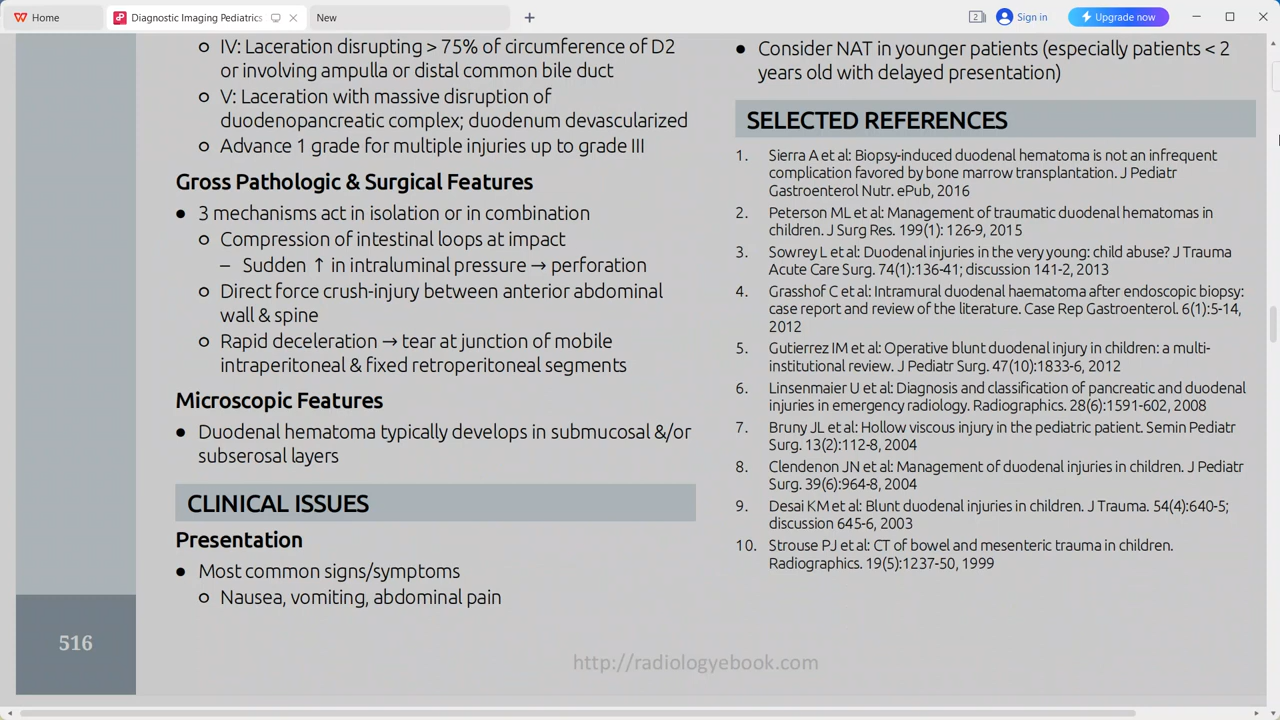 Home
Diagnostic Imaging Pediatrics
New
2
Sign in
Upgrade now
o IV: Laceration disrupting > 75% of circumference of D2
or involving ampulla or distal common bile duct
o V: Laceration with massive disruption of
duodenopancreatic complex; duodenum devascularized
o Advance 1 grade for multiple injuries up to grade III
Gross Pathologic & Surgical Features
• 3 mechanisms act in isolation or in combination
o Compression of intestinal loops at impact
– Sudden ↑ in intraluminal pressure → perforation
o Direct force crush-injury between anterior abdominal
wall & spine
o Rapid deceleration → tear at junction of mobile
intraperitoneal & fixed retroperitoneal segments
Microscopic Features
• Duodenal hematoma typically develops in submucosal &/or
subserosal layers
CLINICAL ISSUES
Presentation
• Most common signs/symptoms
o Nausea, vomiting, abdominal pain
516
• Consider NAT in younger patients (especially patients < 2
years old with delayed presentation)
SELECTED REFERENCES
1. Sierra A et al: Biopsy-induced duodenal hematoma is not an infrequent
complication favored by bone marrow transplantation. J Pediatr
Gastroenterol Nutr. ePub, 2016
2. Peterson ML et al: Management of traumatic duodenal hematomas in
children. J Surg Res. 199(1): 126-9, 2015
3. Sowrey L et al: Duodenal injuries in the very young: child abuse? J Trauma
Acute Care Surg. 74(1):136-41; discussion 141-2, 2013
4. Grasshof C et al: Intramural duodenal haematoma after endoscopic biopsy:
case report and review of the literature. Case Rep Gastroenterol. 6(1):5-14,
2012
5. Gutierrez IM et al: Operative blunt duodenal injury in children: a multi-
institutional review. J Pediatr Surg. 47(10):1833-6, 2012
6. Linsenmaier U et al: Diagnosis and classification of pancreatic and duodenal
injuries in emergency radiology. Radiographics. 28(6):1591-602, 2008
7. Bruny JL et al: Hollow viscous injury in the pediatric patient. Semin Pediatr
Surg. 13(2):112-8, 2004
8. Clendenon JN et al: Management of duodenal injuries in children. J Pediatr
Surg. 39(6):964-8, 2004
9. Desai KM et al: Blunt duodenal injuries in children. J Trauma. 54(4):640-5;
discussion 645-6, 2003
10. Strouse PJ et al: CT of bowel and mesenteric trauma in children.
Radiographics. 19(5):1237-50, 1999
http://radiologyebook.com